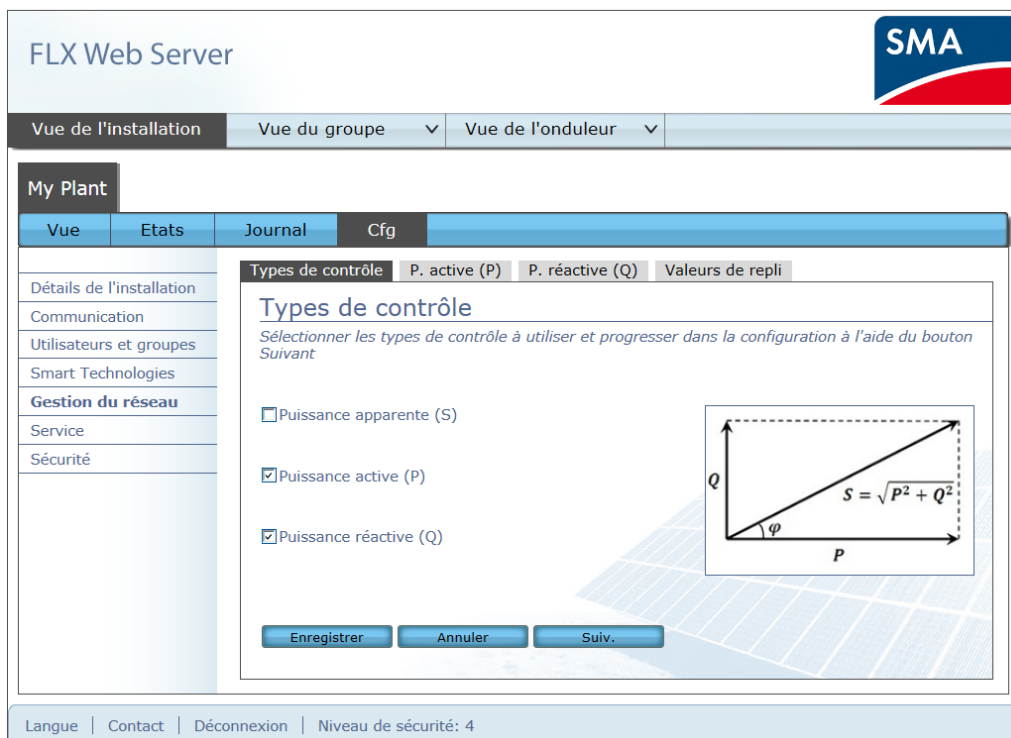 FLX Web Server
SMA
Vue de l'installation Vue du groupe Vue de l'onduleur
My Plant
Vue Etats Journal Cfg
Détails de l'installation
Communication
Utilisateurs et groupes
Smart Technologies
Gestion du réseau
Service
Sécurité
Types de contrôle P. active (P) P. réactive (Q) Valeurs de repli
Types de contrôle
Sélectionner les types de contrôle à utiliser et progresser dans la configuration à l'aide du bouton
Suivant
Puissance apparente (S)
Puissance active (P)
Puissance réactive (Q)
Q
S = √P² + Q²
φ
P
Enregistrer Annuler Suiv.
Langue | Contact | Déconnexion | Niveau de sécurité: 4